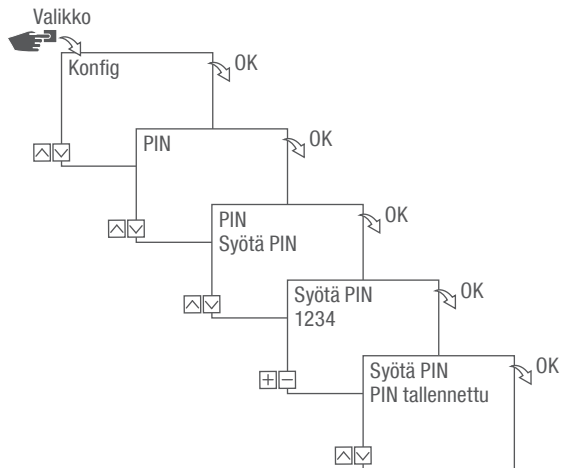 Valikko
Konfig
OK
PIN
OK
PIN
Syötä PIN
OK
Syötä PIN
1234
OK
Syötä PIN
PIN tallennettu
OK